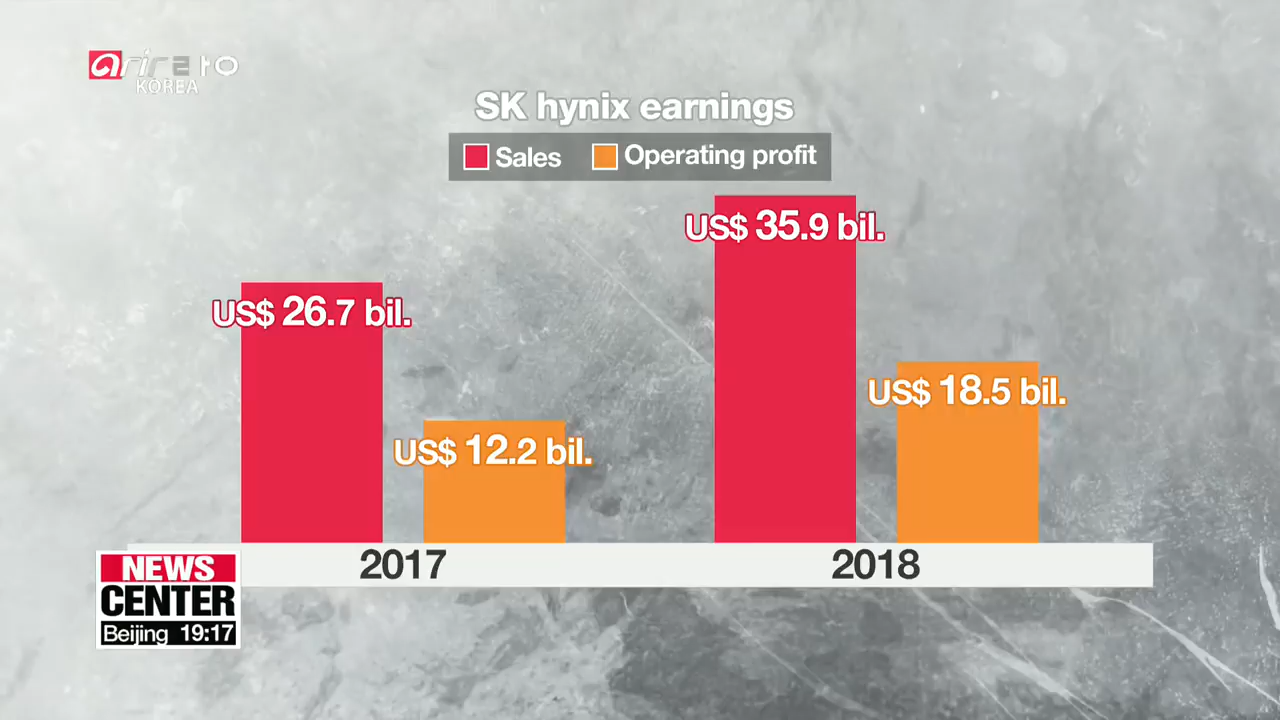 KOREA
SK hynix earnings
Sales Operating profit
US$ 35.9 bil.
US$ 26.7 bil.
US$ 18.5 bil.
US$ 12.2 bil.
2017 2018
NEWS
CENTER
Beijing 19:17